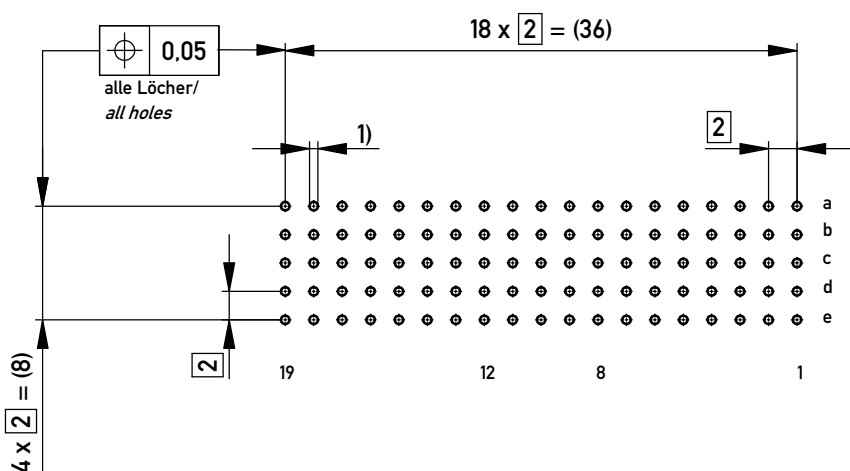 18 x 2 = (36)
0,05
alle Löcher/
all holes
1)
2
a
b
c
d
e
2
19
12
8
1
4 x 2 = (8)